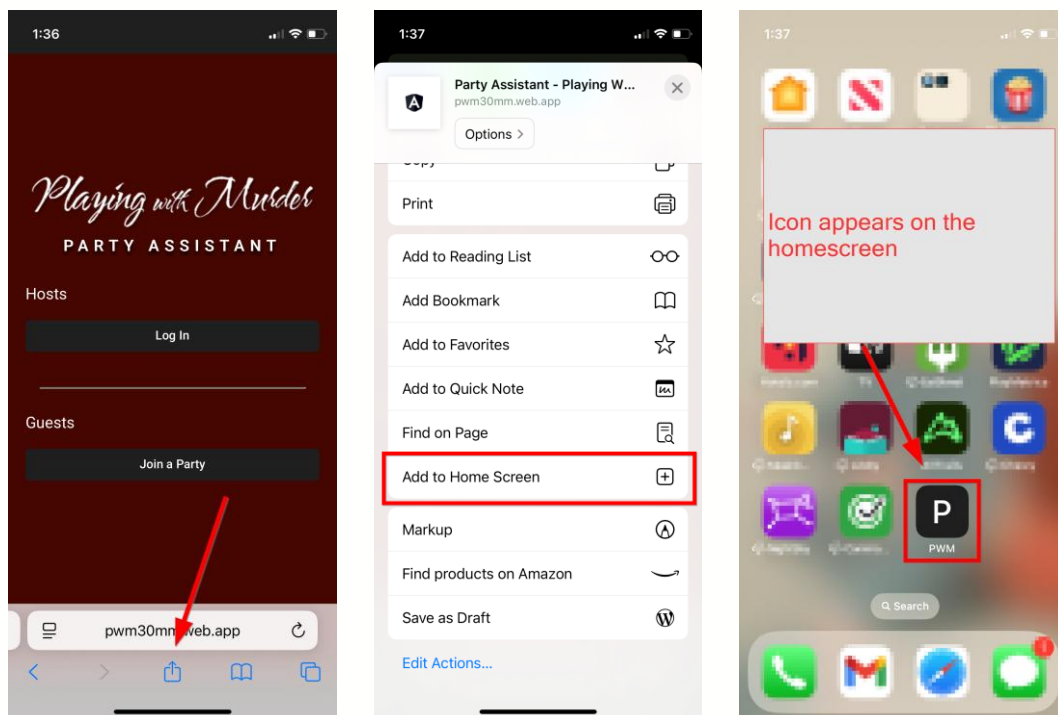 1:36
Playing with Murder
PARTY ASSISTANT
Hosts
Log In
Guests
Join a Party
pwm30mm.web.app
1:37
Party Assistant - Playing W...
pwm30mm.web.app
Options >
Copy
Print
Add to Reading List
Add Bookmark
Add to Favorites
Add to Quick Note
Find on Page
Add to Home Screen
Markup
Find products on Amazon
Save as Draft
Edit Actions...
1:37
Icon appears on the
homescreen
P
PWM
Search